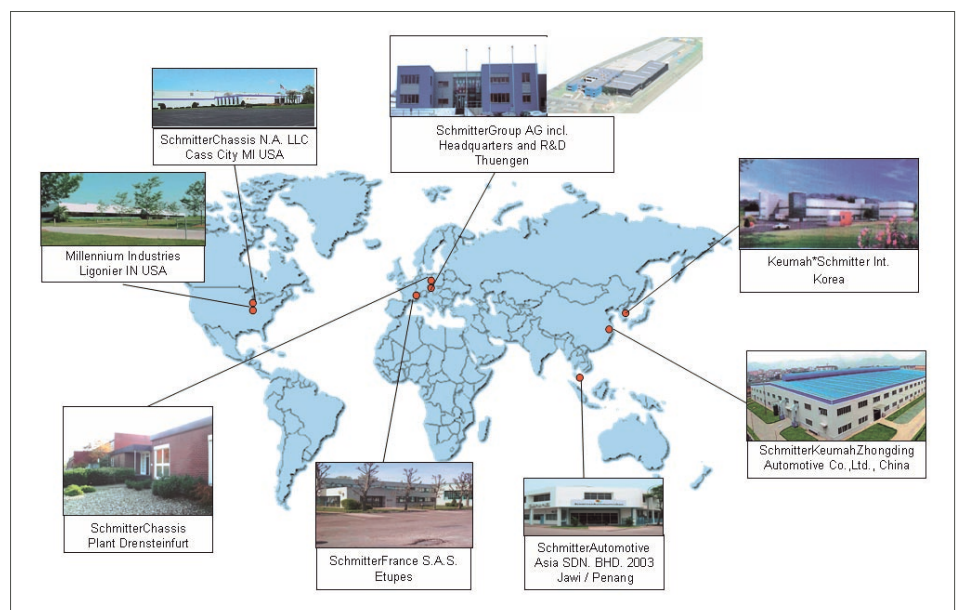 SchmitterGroup AG incl.
Headquarters and R&D
Thuengen
SchmitterChassis N.A. LLC
Cass City MI USA
Millennium Industries
Ligonier IN USA
Keumah*Schmitter Int.
Korea
SchmitterKeumahZhongding
Automotive Co.,Ltd., China
SchmitterChassis
Plant Drensteinfurt
SchmitterFrance S.A.S.
Etupes
SchmitterAutomotive
Asia SDN. BHD. 2003
Jawi / Penang